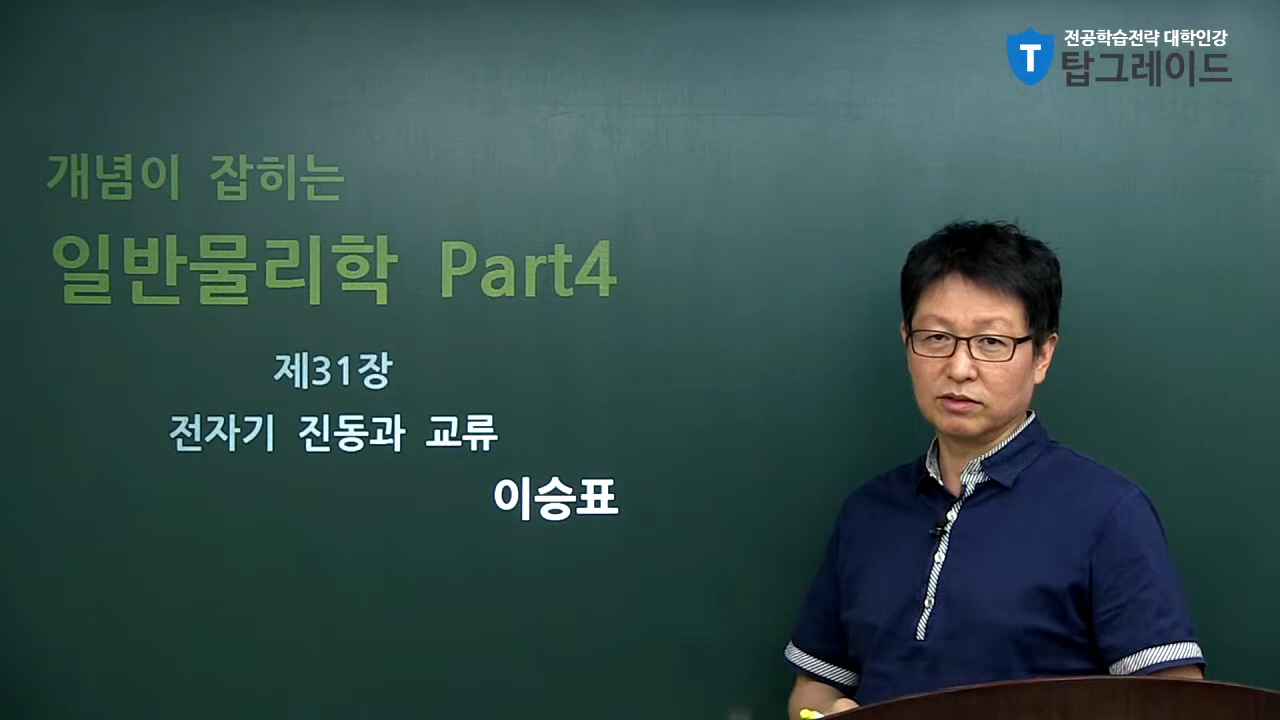 전공학습전략 대학인강
T 탑그레이드
개념이 잡히는
일반물리학 Part4
제31장
전자기 진동과 교류
이승표